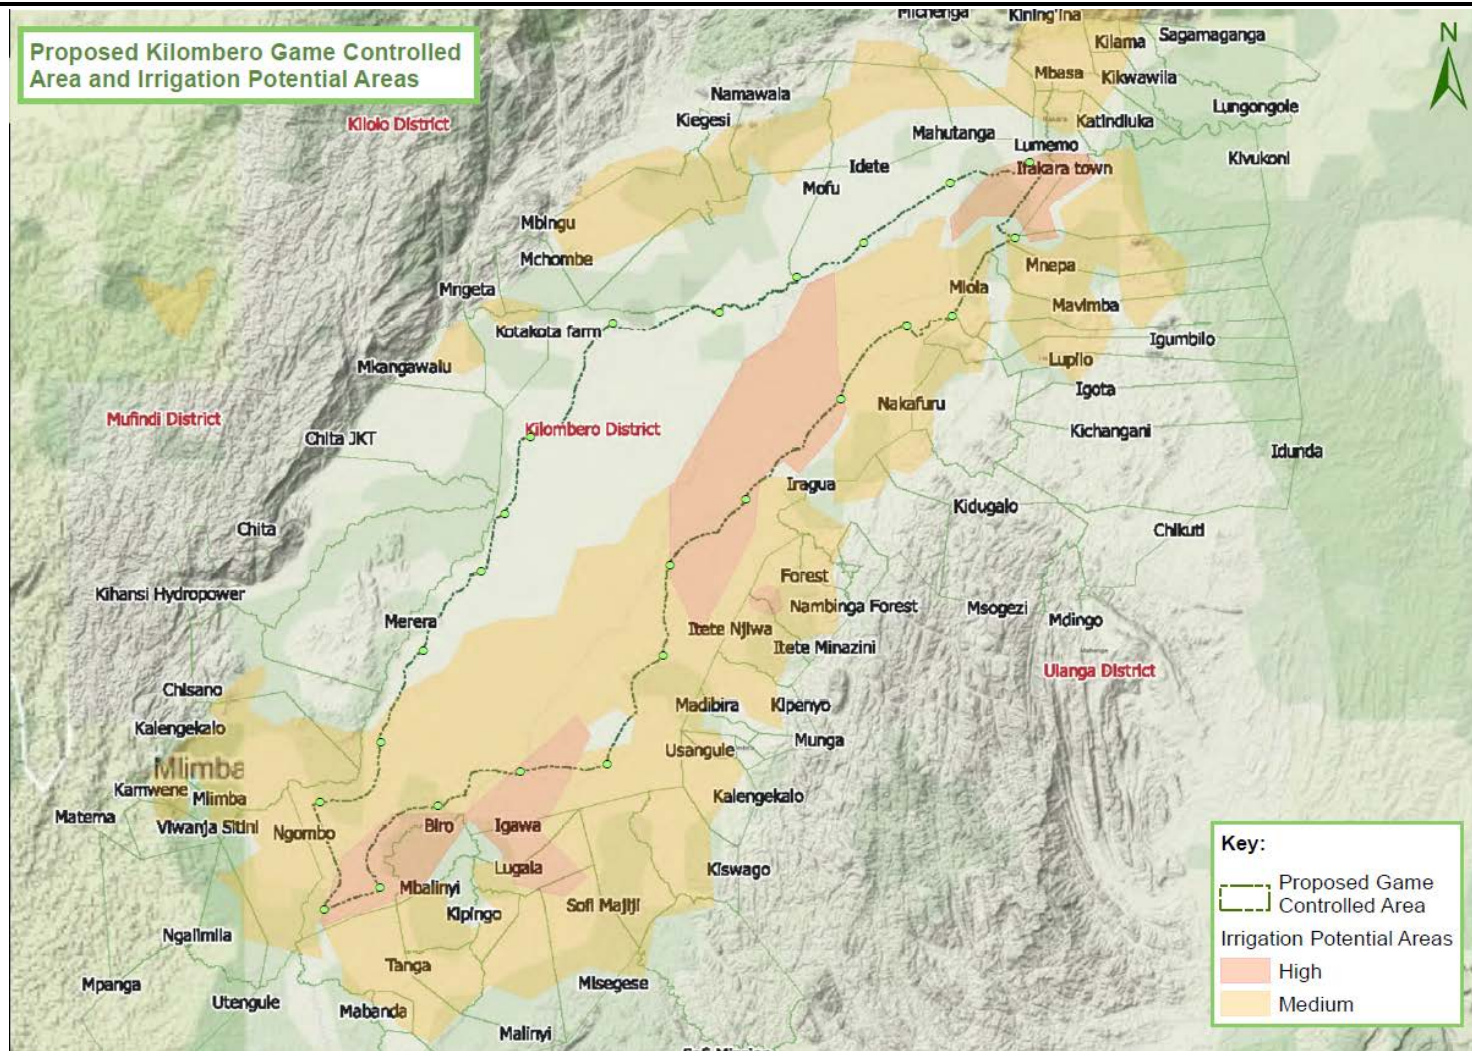 Proposed Kilombero Game Controlled
Area and Irrigation Potential Areas
N
Michenga
Kining'ina
Kilama
Sagamaganga
Mbasa
Kikwawila
Namawala
Lungongole
Kiegesi
Katindiuka
Kilolo District
Mahutanga
Lumemo
Kivukoni
Idete
Ifakara town
Mofu
Mbingu
Mchombe
Mnepa
Mngeta
Miola
Mavimba
Kotakota farm
Igumbilo
Mkangawalu
Lupilo
Igota
Nakafuru
Mufindi District
Kilombero District
Kichangani
Chita JKT
Idunda
Iragua
Kidugalo
Chita
Chikuti
Forest
Kihansi Hydropower
Nambinga Forest
Msogezi
Merera
Mdingo
Itete Njiwa
Itete Minazini
Ulanga District
Chisano
Madibira
Kipenyo
Kalengekalo
Munga
Usangule
Mlimba
Kamwene
Mlimba
Kalengekalo
Matema
Viwanja Sitini
Ngombo
Biro
Igawa
Lugala
Kiswago
Mbalinyi
Kipingo
Sofi Majiji
Ngalimila
Tanga
Mpanga
Misegese
Utengule
Mabanda
Malinyi
Sofi Mission
Key:
Proposed Game
Controlled Area
Irrigation Potential Areas
High
Medium